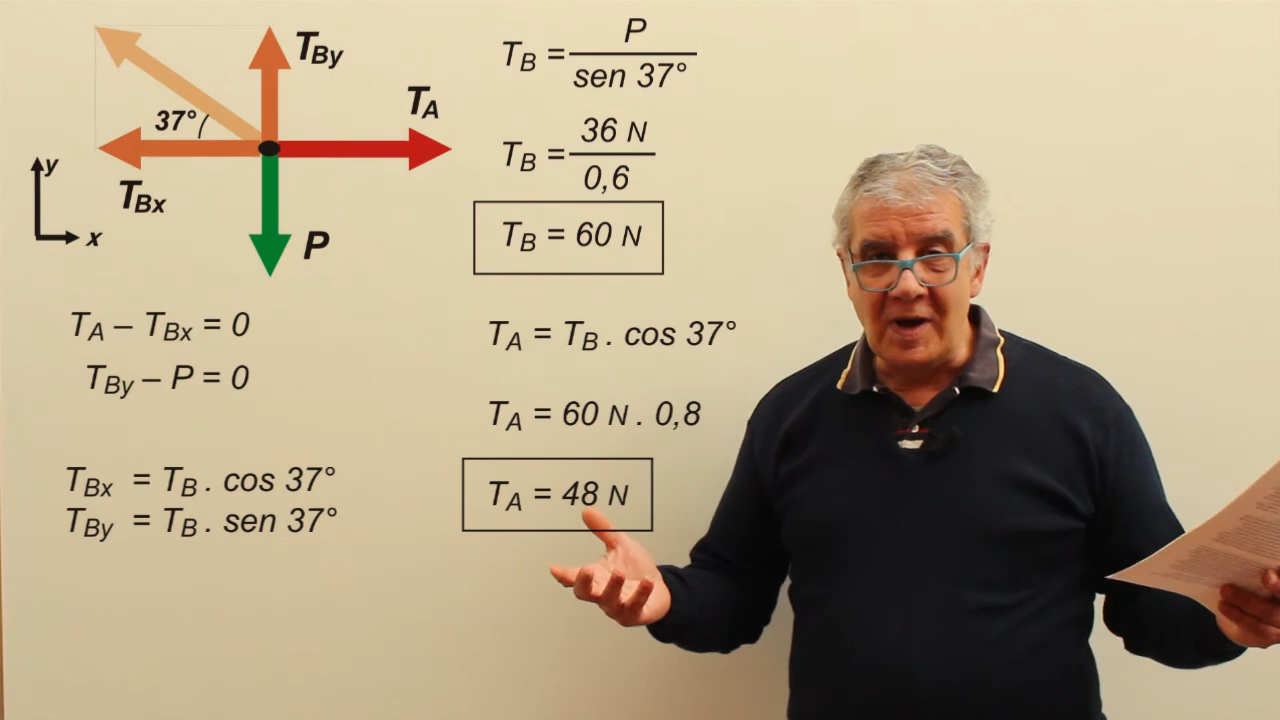 T_By
T_A
37°
T_Bx
y
x
P
T_A – T_Bx = 0
T_By – P = 0
T_Bx = T_B . cos 37°
T_By = T_B . sen 37°
T_B = P / sen 37°
T_B = 36 N / 0,6
T_B = 60 N
T_A = T_B . cos 37°
T_A = 60 N . 0,8
T_A = 48 N